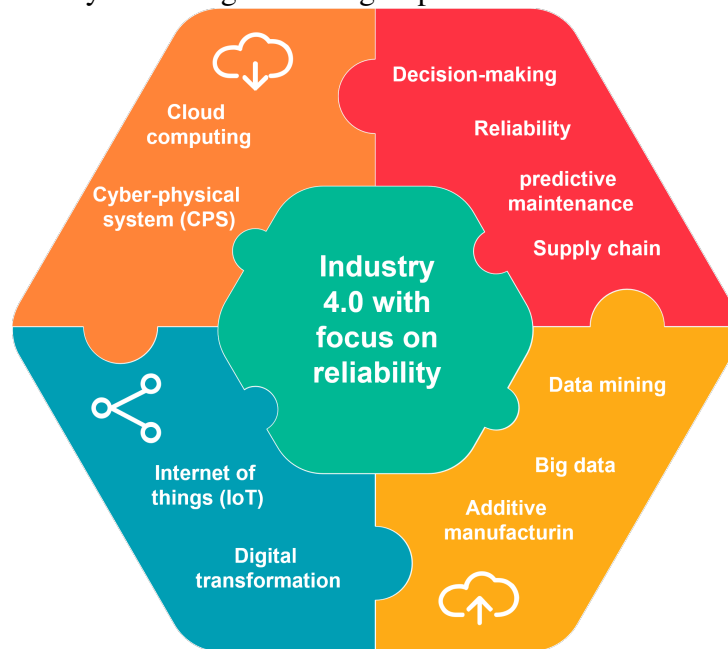 Cloud
computing
Cyber-physical
system (CPS)
Decision-making
Reliability
predictive
maintenance
Supply chain
Industry
4.0 with
focus on
reliability
Internet of
things (IoT)
Digital
transformation
Data mining
Big data
Additive
manufacturin